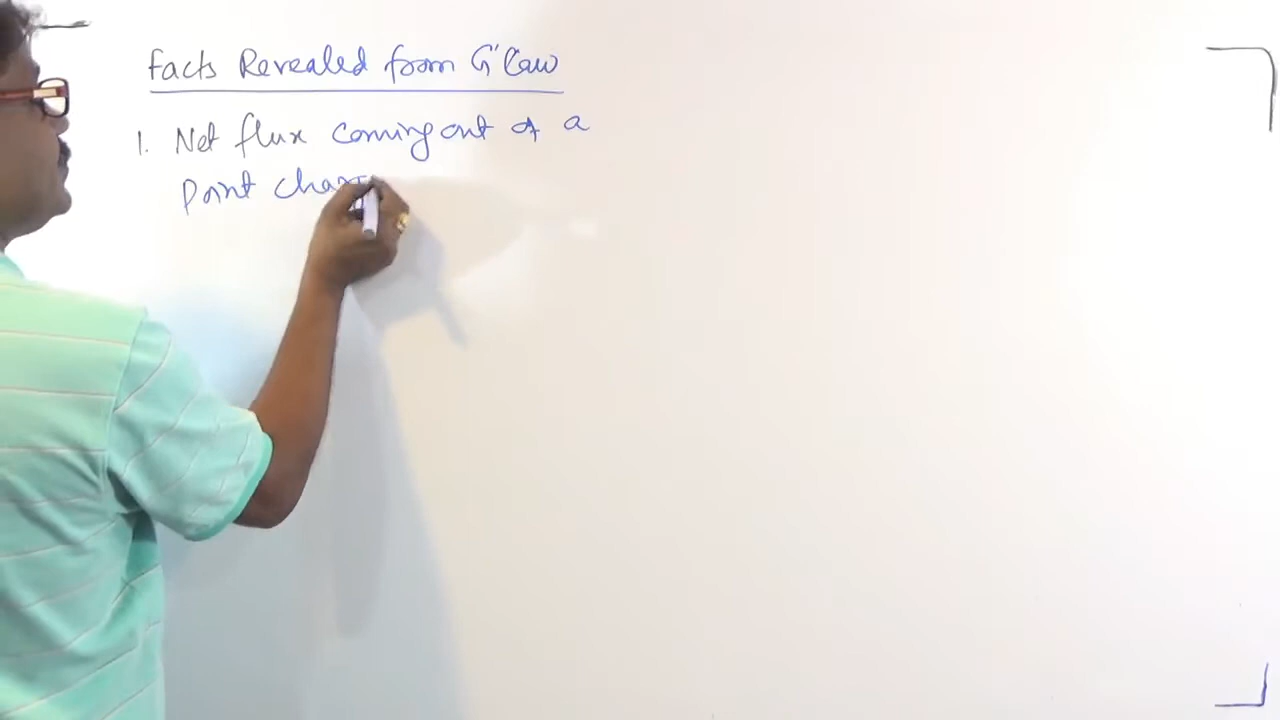 Facts Revealed from G' Law
1. Net flux coming out of a
Point char